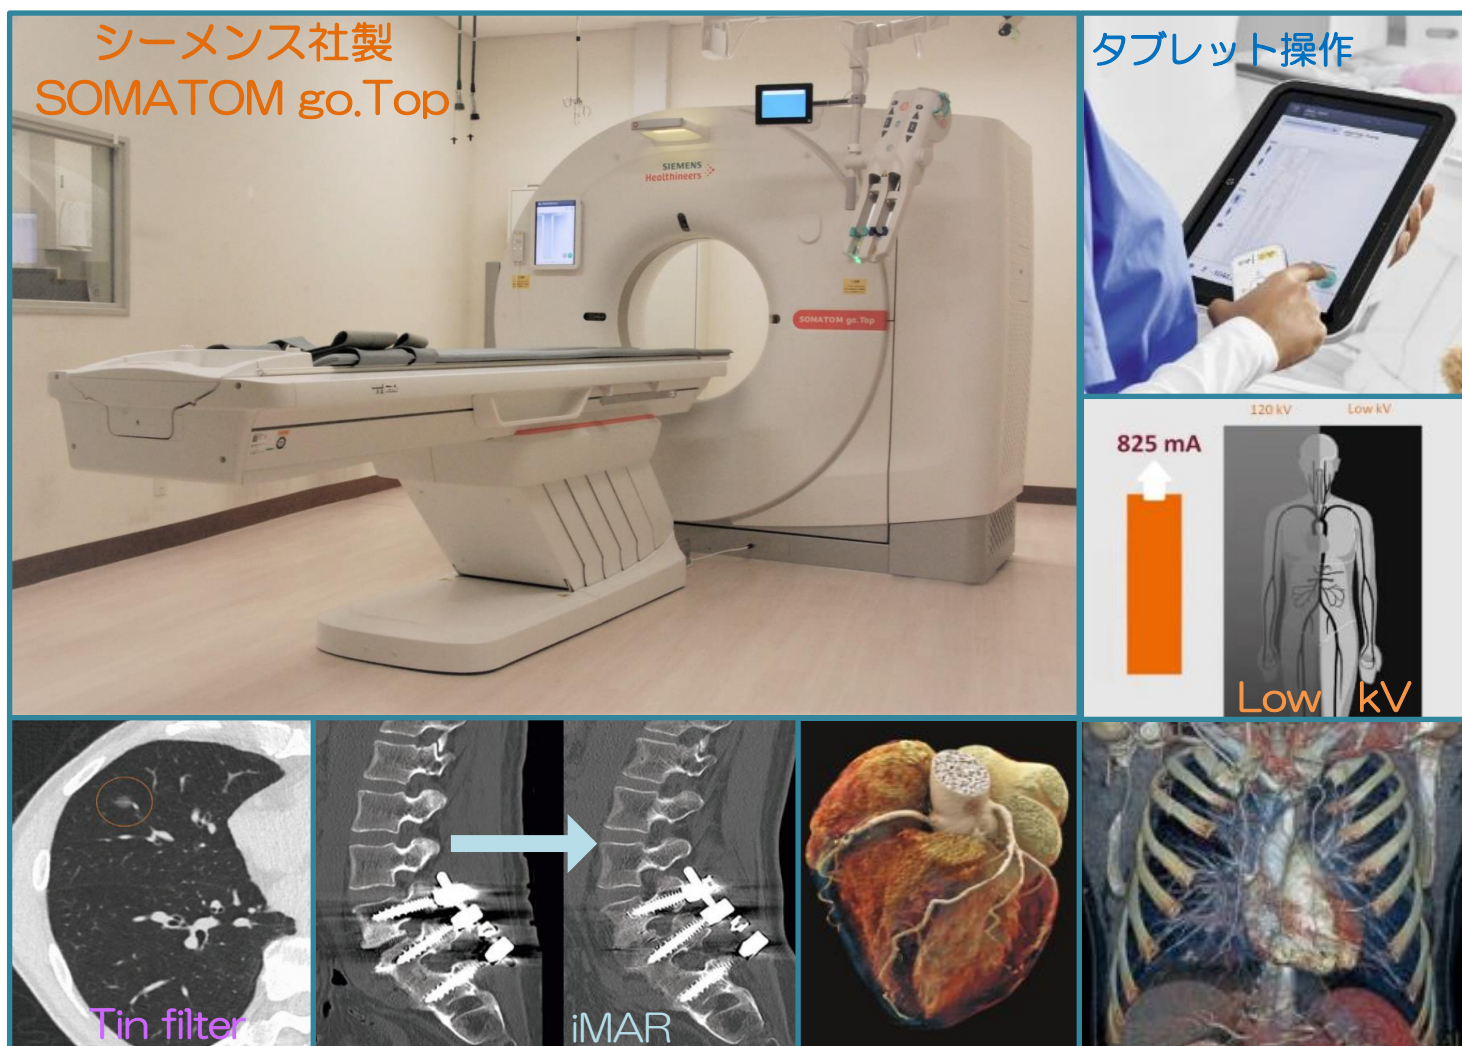 シーメンス社製
SOMATOM go.Top
SIEMENS
Healthineers
SOMATOM go.Top
タブレット操作
120 kV
Low kV
825 mA
Low kV
Tin filter
iMAR